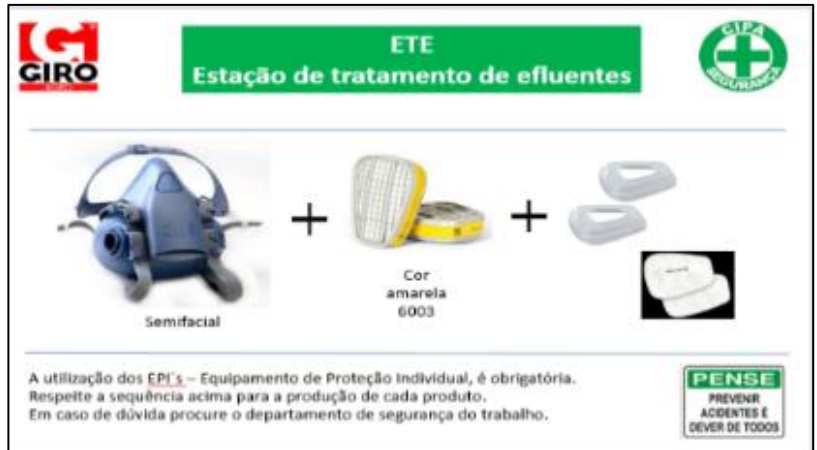 GIRO
ETE
Estação de tratamento de efluentes
CIPA
SEGURANÇA
Semifacial
Cor
amarela
6003
A utilização dos EPI´s – Equipamento de Proteção Individual, é obrigatória.
Respeite a sequência acima para a produção de cada produto.
Em caso de dúvida procure o departamento de segurança do trabalho.
PENSE
PREVENIR
ACIDENTES É
DEVER DE TODOS